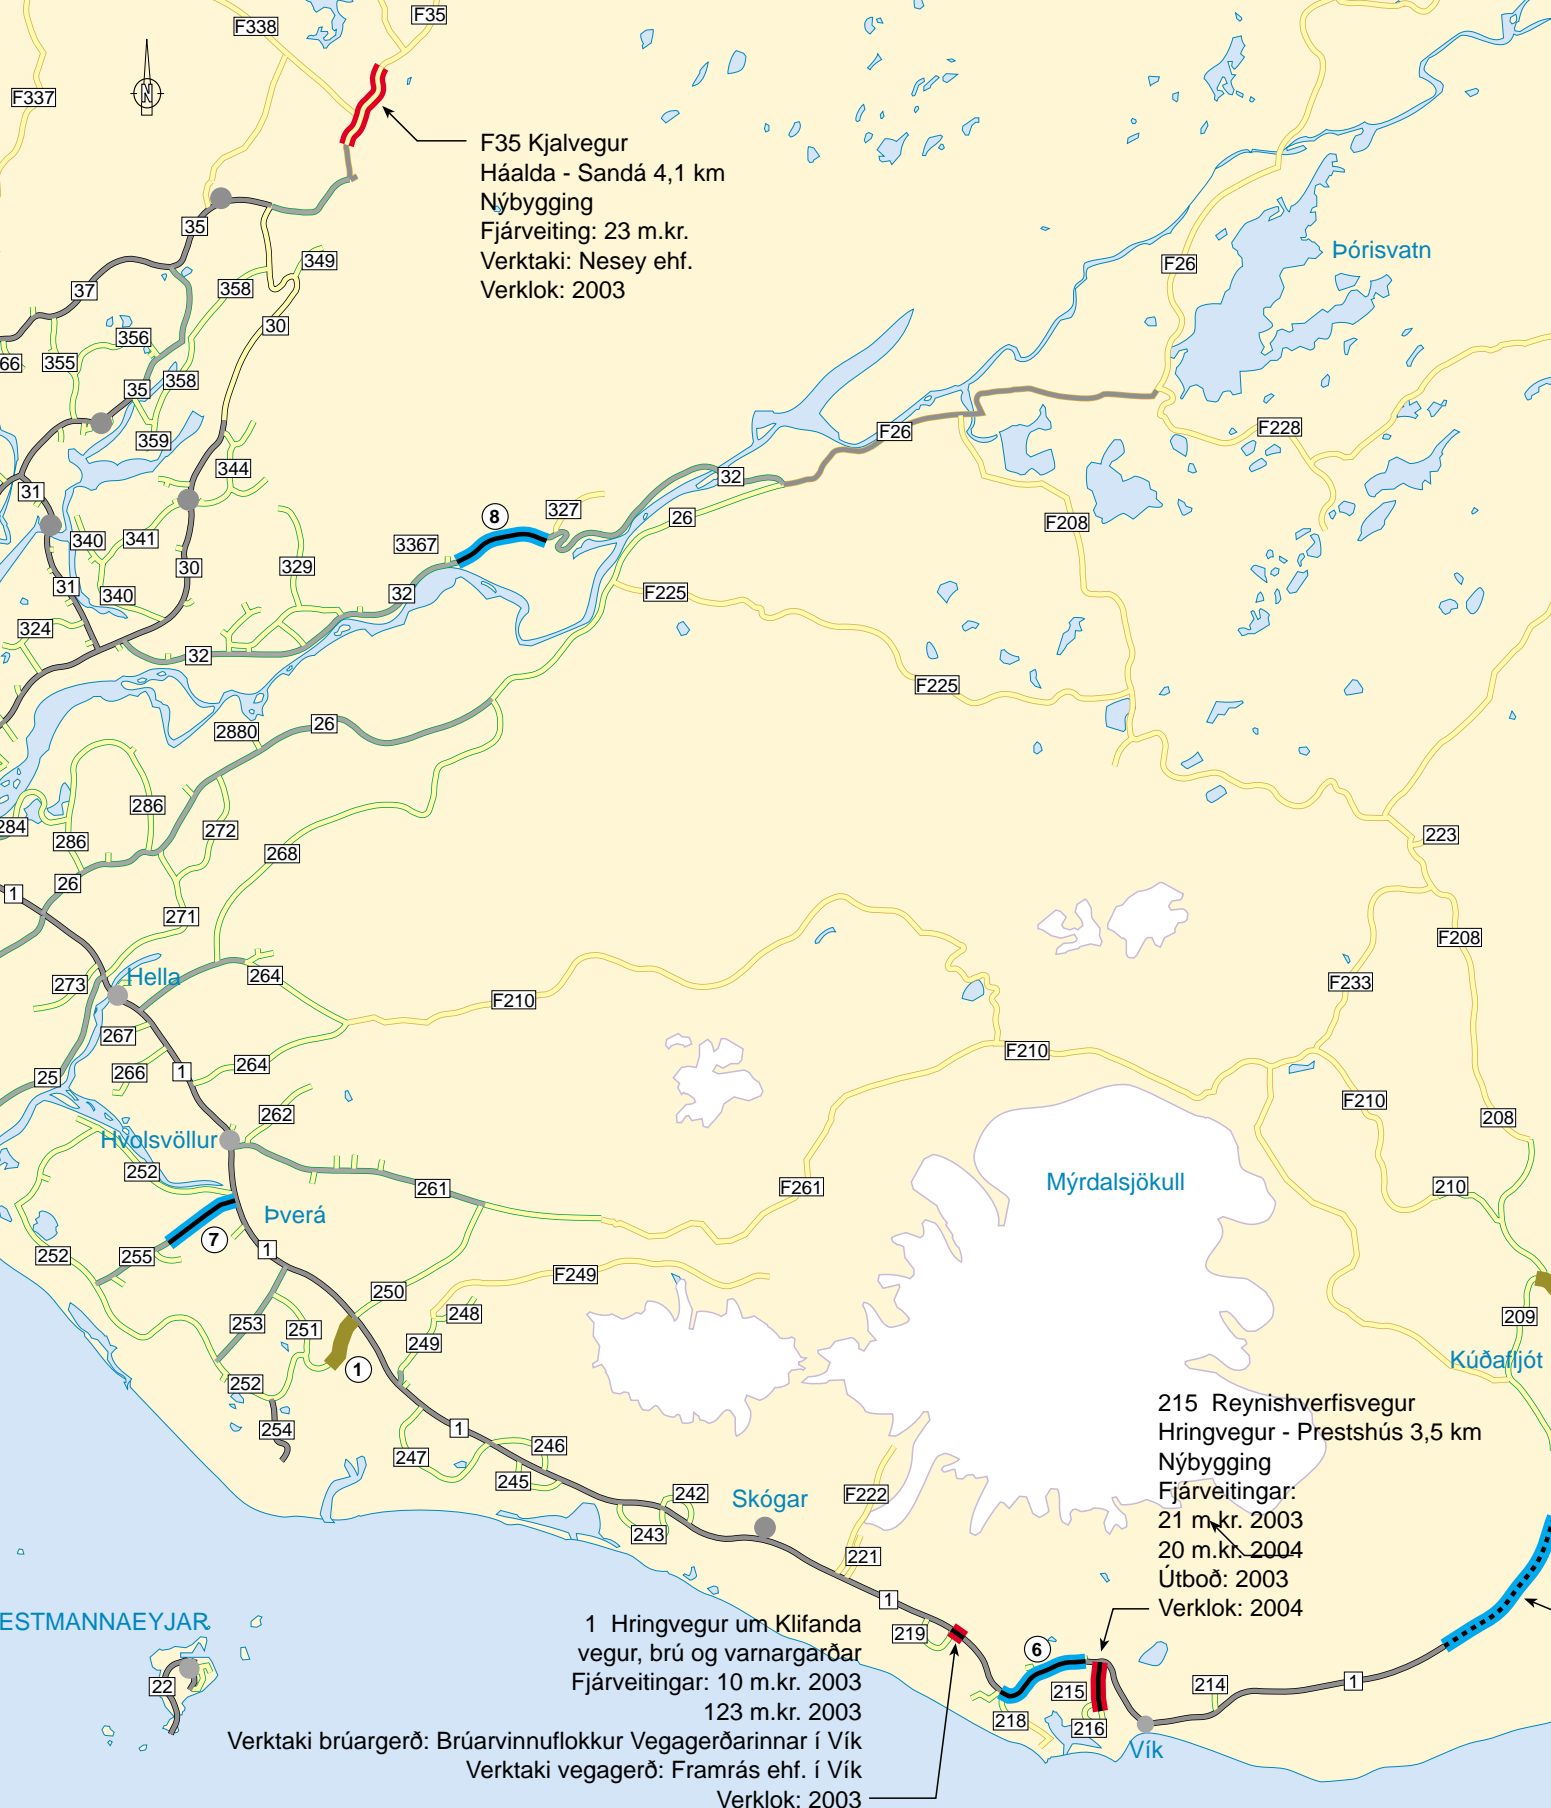 F35
F338
F337
N
F35 Kjalvegur
Háalda - Sandá 4,1 km
Nýbygging
Fjárveiting: 23 m.kr.
Verktaki: Nesey ehf.
Verklok: 2003
35
349
Þórisvatn
F26
37
358
30
356
66
355
358
35
359
F26
F228
344
31
32
327
8
26
F208
340
341
3367
30
329
31
340
32
F225
324
32
F225
26
2880
286
284
272
286
223
268
26
1
271
F208
Hella
264
273
F233
F210
267
F210
264
1
266
25
F210
262
208
Hvolsvöllur
252
Mýrdalsjökull
261
F261
210
Þverá
7
1
252
255
F249
250
248
209
253
251
249
Kúðafljót
1
252
215 Reynishverfisvegur
Hringvegur - Prestshús 3,5 km
Nýbygging
Fjárveitingar:
21 m.kr. 2003
20 m.kr. 2004
Útboð: 2003
Verklok: 2004
254
1
246
247
245
242
Skógar
F222
243
221
1
ESTMANNAEYJAR
1 Hringvegur um Klifanda
vegur, brú og varnargarðar
Fjárveitingar: 10 m.kr. 2003
123 m.kr. 2003
Verktaki brúargerð: Brúarvinnuflokkur Vegagerðarinnar í Vík
Verktaki vegagerð: Framrás ehf. í Vík
Verklok: 2003
219
6
22
215
214
1
218
216
Vík